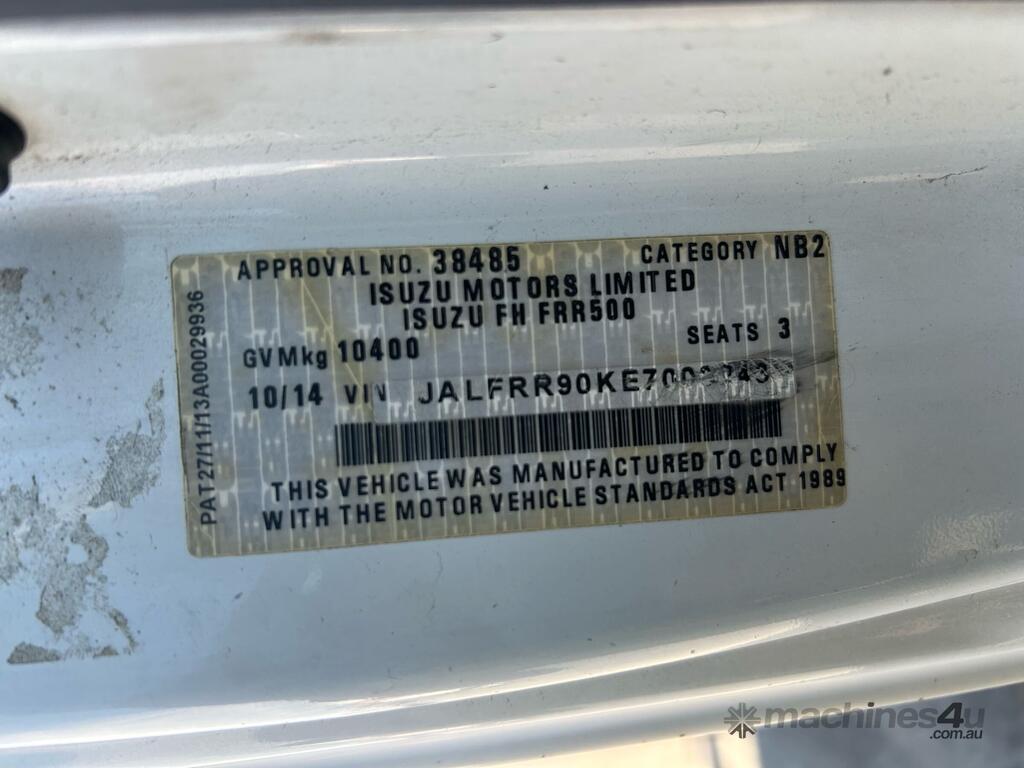 APPROVAL NO. 38485 CATEGORY NB2
ISUZU MOTORS LIMITED
ISUZU FH FRR500
GVMkg 10400 SEATS 3
10/14 VIN
THIS VEHICLE WAS MANUFACTURED TO COMPLY
WITH THE MOTOR VEHICLE STANDARDS ACT 1989
PAT27/11/13A00029936
machines4u
.com.au